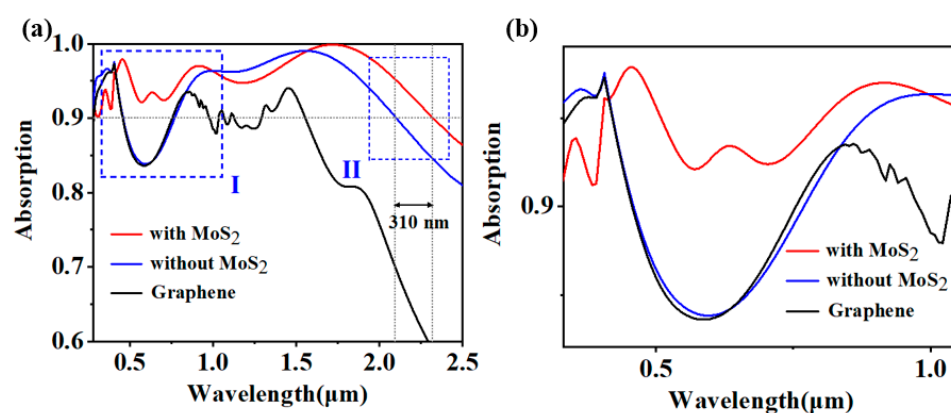 (a)
1.0
0.9
0.8
0.7
0.6
Absorption
I
II
310 nm
with MoS₂
without MoS₂
Graphene
0.5
1.0
1.5
2.0
2.5
Wavelength(μm)
(b)
0.9
Absorption
with MoS₂
without MoS₂
Graphene
0.5
1.0
Wavelength(μm)